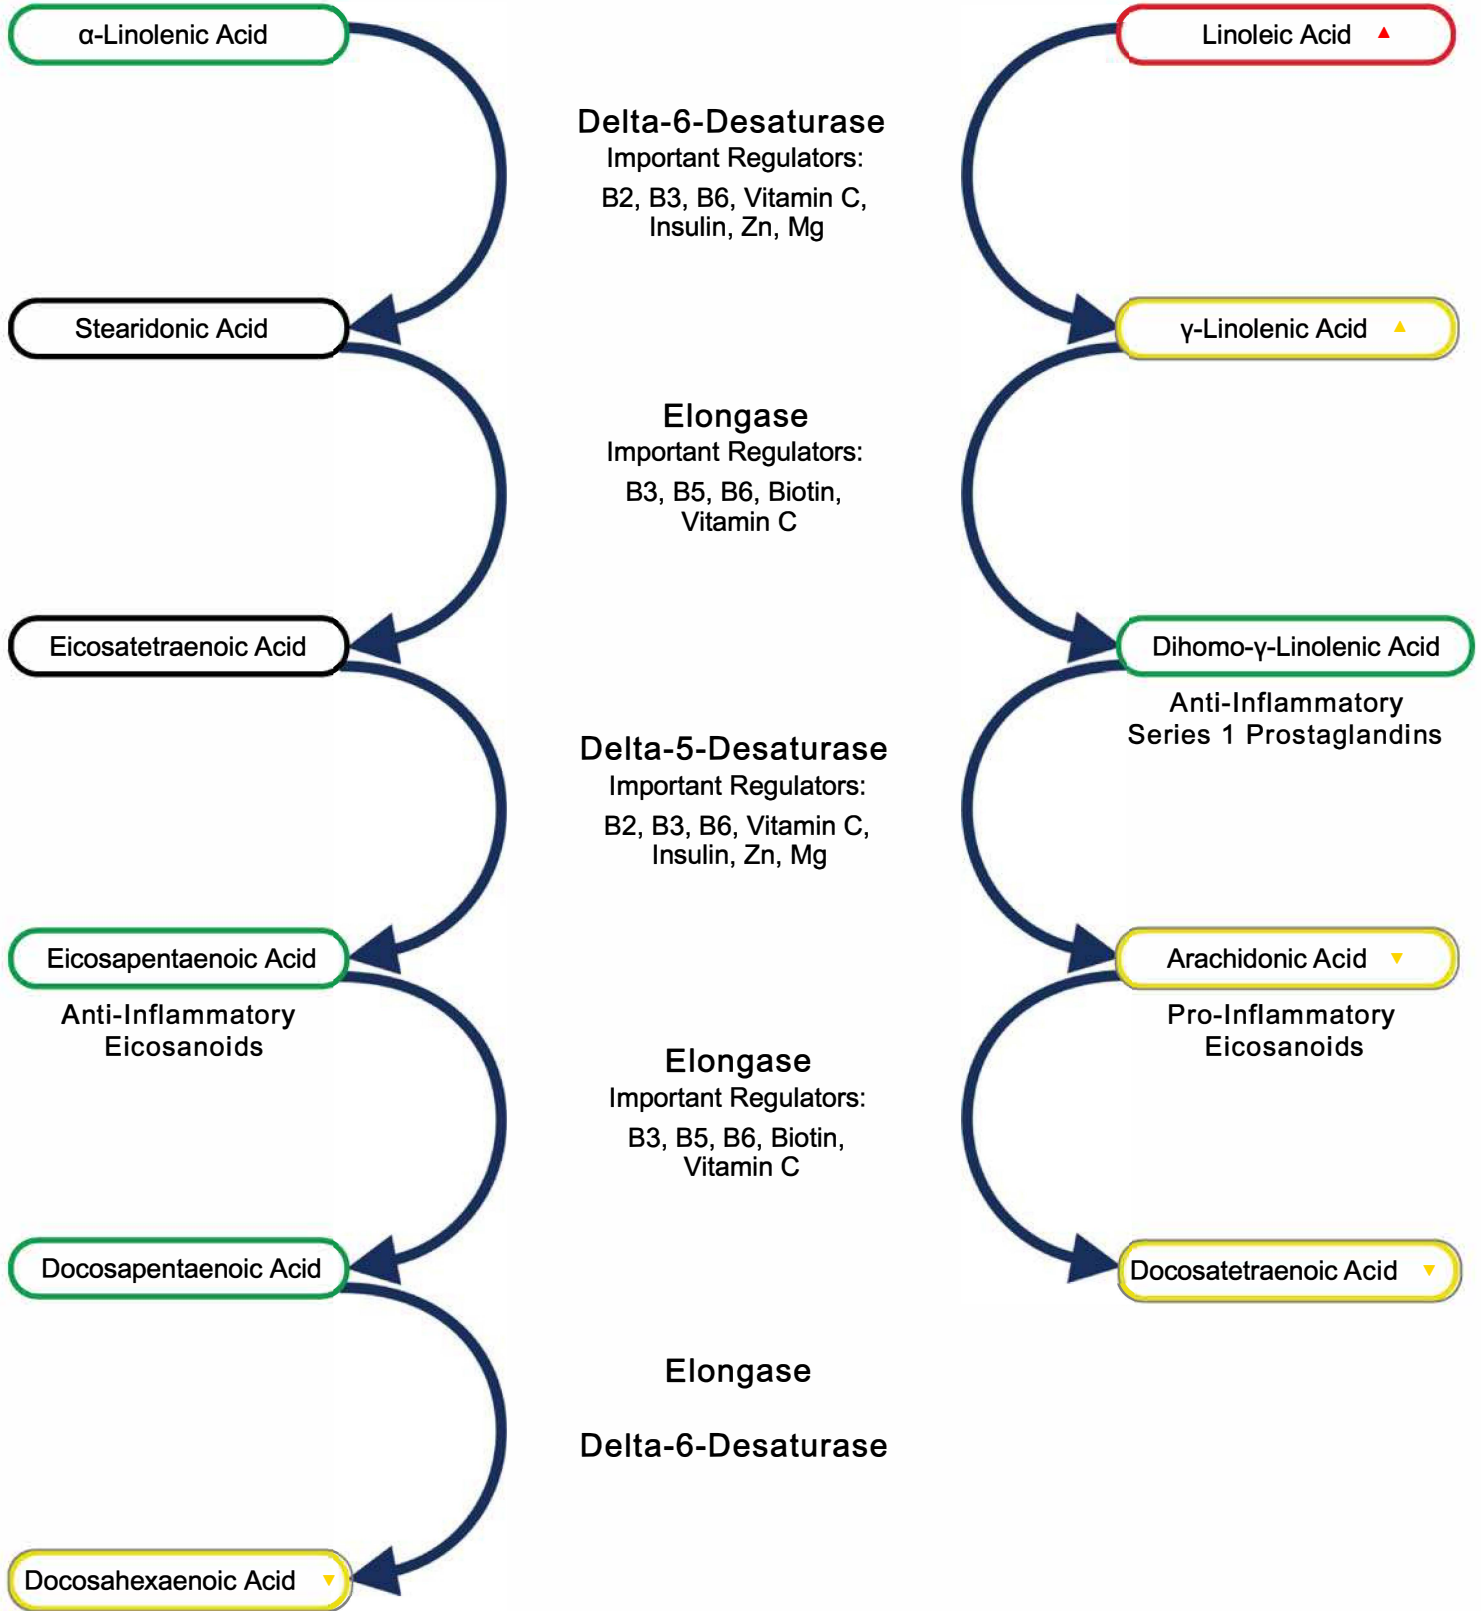 α-Linolenic Acid
Linoleic Acid ▲
Delta-6-Desaturase
Important Regulators:
B2, B3, B6, Vitamin C,
Insulin, Zn, Mg
Stearidonic Acid
γ-Linolenic Acid ▲
Elongase
Important Regulators:
B3, B5, B6, Biotin,
Vitamin C
Eicosatetraenoic Acid
Dihomo-γ-Linolenic Acid
Anti-Inflammatory
Series 1 Prostaglandins
Delta-5-Desaturase
Important Regulators:
B2, B3, B6, Vitamin C,
Insulin, Zn, Mg
Eicosapentaenoic Acid
Anti-Inflammatory
Eicosanoids
Arachidonic Acid ▼
Pro-Inflammatory
Eicosanoids
Elongase
Important Regulators:
B3, B5, B6, Biotin,
Vitamin C
Docosapentaenoic Acid
Docosatetraenoic Acid ▼
Elongase
Delta-6-Desaturase
Docosahexaenoic Acid ▼